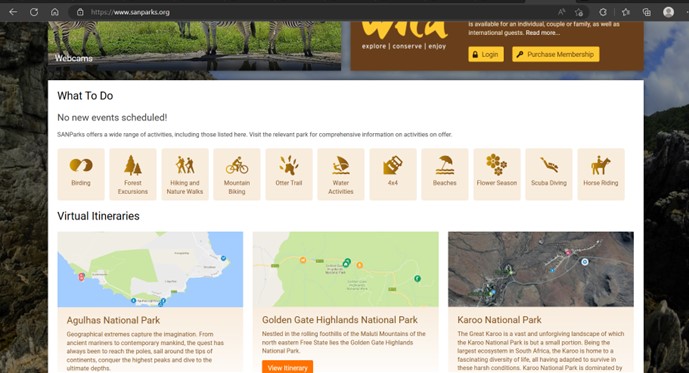 https://www.sanparks.org
Webcams
wild
explore | conserve | enjoy
is available for an individual, couple or family, as well as
international guests. Read more...
Login
Purchase Membership
What To Do
No new events scheduled!
SANParks offers a wide range of activities, including those listed here. Visit the relevant park for comprehensive information on activities on offer.
Birding
Forest
Excursions
Hiking and
Nature Walks
Mountain
Biking
Otter Trail
Water
Activities
4x4
Beaches
Flower Season
Scuba Diving
Horse Riding
Virtual Itineraries
Agulhas National Park
Geographical extremes capture the imagination. From
ancient mariners to contemporary mankind, the quest has
always been to reach the poles, sail around the tips of
continents, conquer the highest peaks and dive to the
ultimate depths.
Golden Gate Highlands National Park
Nestled in the rolling foothills of the Maluti Mountains of the
north eastern Free State lies the Golden Gate Highlands
National Park.
View Itinerary
Karoo National Park
The Great Karoo is a vast and unforgiving landscape of which
the Karoo National Park is but a small portion. Being the
largest ecosystem in South Africa, the Karoo is home to a
fascinating diversity of life, all having adapted to survive in
these harsh conditions. Karoo National Park is dominated by